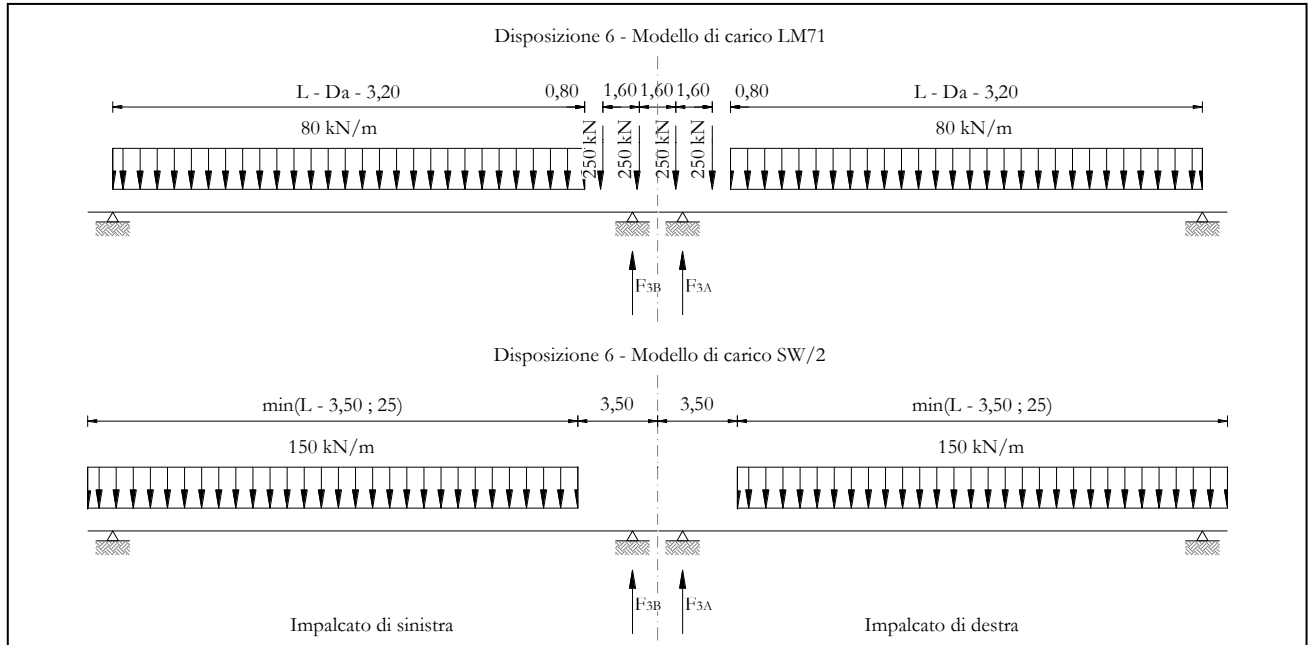 Disposizione 6 - Modello di carico LM71
L - Da - 3,20
0,80
1,60
1,60
1,60
0,80
L - Da - 3,20
80 kN/m
250 kN
250 kN
250 kN
250 kN
80 kN/m
F3B
F3A
Disposizione 6 - Modello di carico SW/2
min(L - 3,50 ; 25)
3,50
3,50
min(L - 3,50 ; 25)
150 kN/m
150 kN/m
F3B
F3A
Impalcato di sinistra
Impalcato di destra